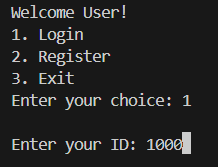 Welcome User!
1. Login
2. Register
3. Exit
Enter your choice: 1
Enter your ID: 1000